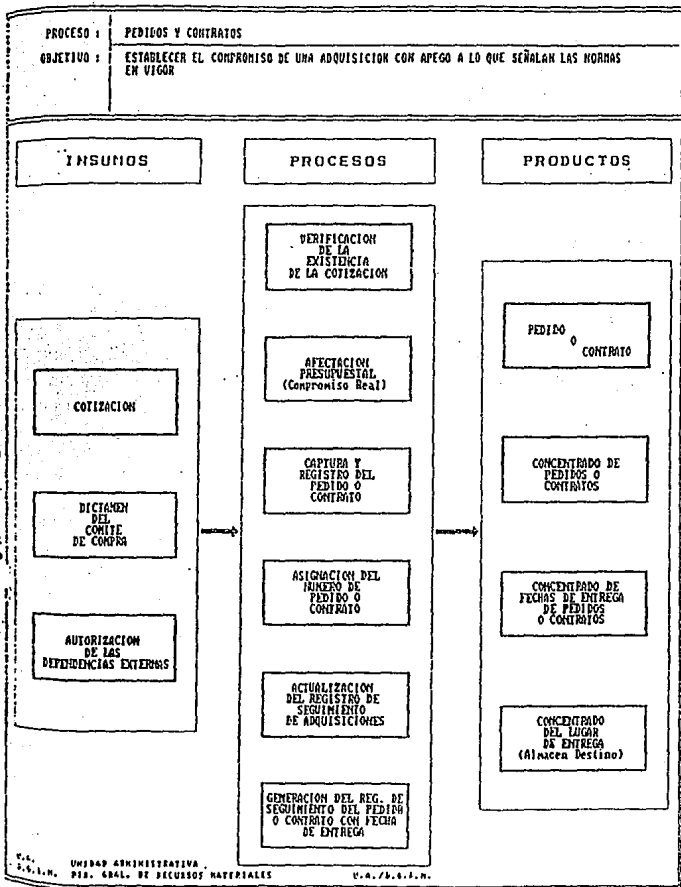 PROCESO : PEDIDOS Y CONTRATOS
OBJETIVO : ESTABLECER EL COMPROMISO DE UNA ADQUISICION CON APEGO A LO QUE SEÑALAN LAS NORMAS
EN VIGOR
INSUMOS
COTIZACION
DICTAMEN
DEL
COMITE
DE COMPRA
AUTORIZACION
DE LAS
DEPENDENCIAS EXTERNAS
PROCESOS
VERIFICACION
DE LA
EXISTENCIA
DE LA COTIZACION
AFECTACION
PRESUPUESTAL
(Compromiso Real)
CAPTURA Y
REGISTRO DEL
PEDIDO O
CONTRATO
ASIGNACION DEL
NUMERO DE
PEDIDO O
CONTRATO
ACTUALIZACION
DEL REGISTRO DE
SEGUIMIENTO
DE ADQUISICIONES
GENERACION DEL REG. DE
SEGUIMIENTO DEL PEDIDO
O CONTRATO CON FECHA
DE ENTREGA
PRODUCTOS
PEDIDO
O
CONTRATO
CONCENTRADO DE
PEDIDOS O
CONTRATOS
CONCENTRADO DE
FECHAS DE ENTREGA
DE PEDIDOS
O CONTRATOS
CONCENTRADO
DEL LUGAR
DE ENTREGA
(Almacen Destino)
UNIDAD ADMINISTRATIVA
DIR. GRAL. DE RECURSOS MATERIALES